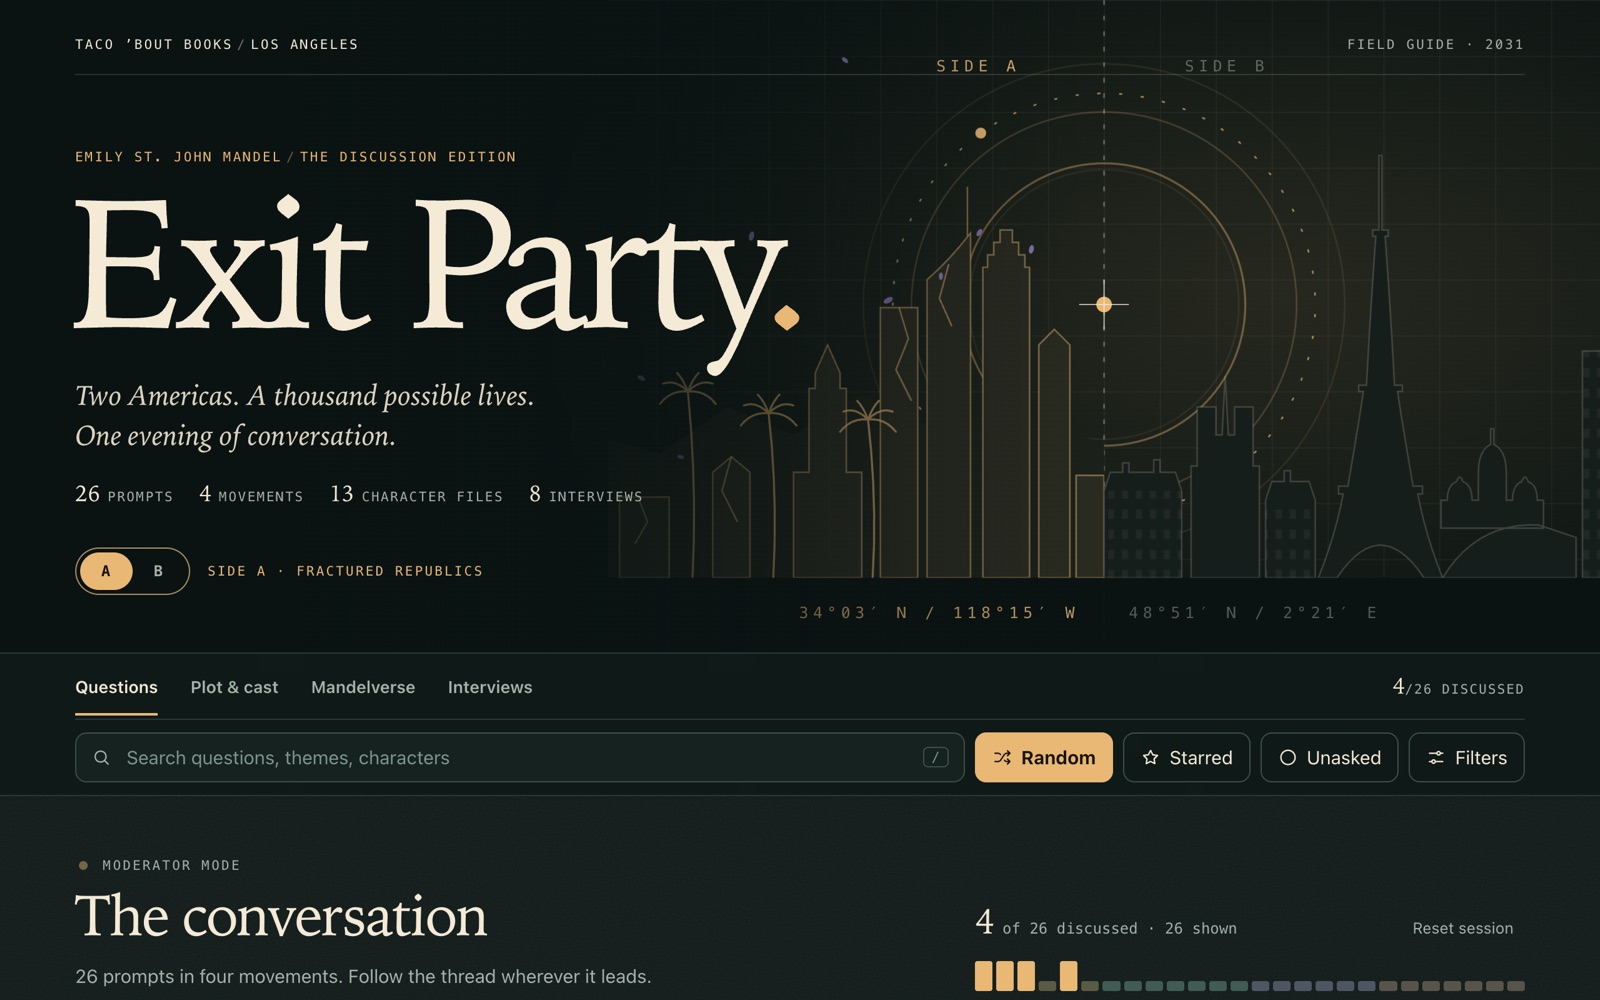 TACO ’BOUT BOOKS / LOS ANGELES
FIELD GUIDE · 2031
SIDE A
SIDE B
EMILY ST. JOHN MANDEL / THE DISCUSSION EDITION
Exit Party.
Two Americas. A thousand possible lives.
One evening of conversation.
26 PROMPTS 4 MOVEMENTS 13 CHARACTER FILES 8 INTERVIEWS
A B SIDE A · FRACTURED REPUBLICS
34°03′ N / 118°15′ W
48°51′ N / 2°21′ E
Questions Plot & cast Mandelverse Interviews
4/26 DISCUSSED
Search questions, themes, characters /
Random Starred Unasked Filters
MODERATOR MODE
The conversation
26 prompts in four movements. Follow the thread wherever it leads.
4 of 26 discussed · 26 shown
Reset session